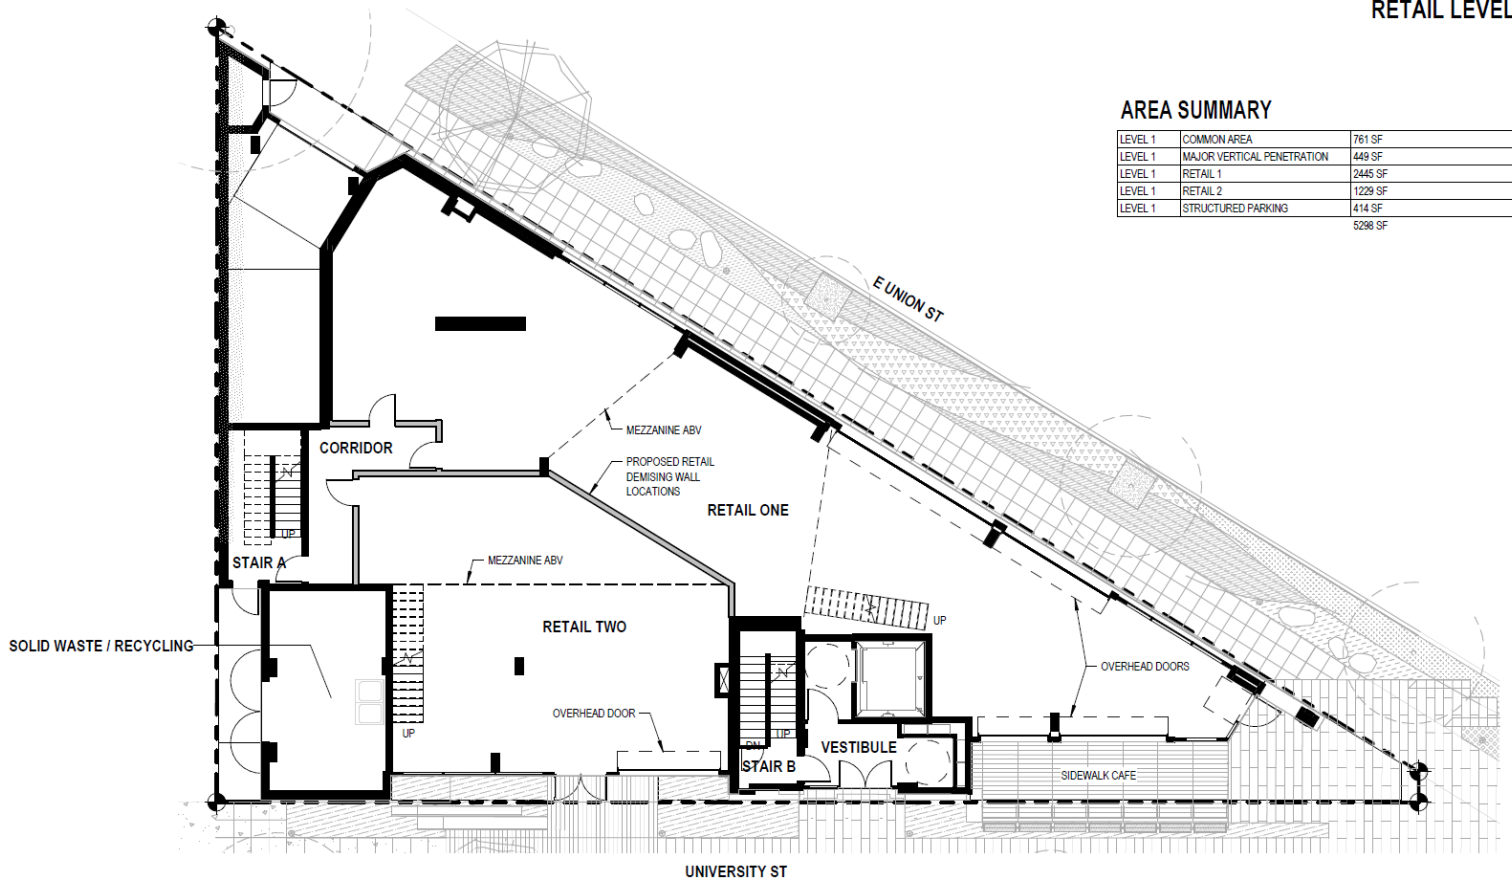 RETAIL LEVEL
AREA SUMMARY
LEVEL 1 COMMON AREA 761 SF
LEVEL 1 MAJOR VERTICAL PENETRATION 449 SF
LEVEL 1 RETAIL 1 2445 SF
LEVEL 1 RETAIL 2 1229 SF
LEVEL 1 STRUCTURED PARKING 414 SF
5298 SF
E UNION ST
MEZZANINE ABV
CORRIDOR
PROPOSED RETAIL
DEMISING WALL
LOCATIONS
RETAIL ONE
UP
STAIR A
MEZZANINE ABV
UP
RETAIL TWO
SOLID WASTE / RECYCLING
OVERHEAD DOORS
OVERHEAD DOOR
UP
UP
DN
VESTIBULE
STAIR B
SIDEWALK CAFE
UNIVERSITY ST